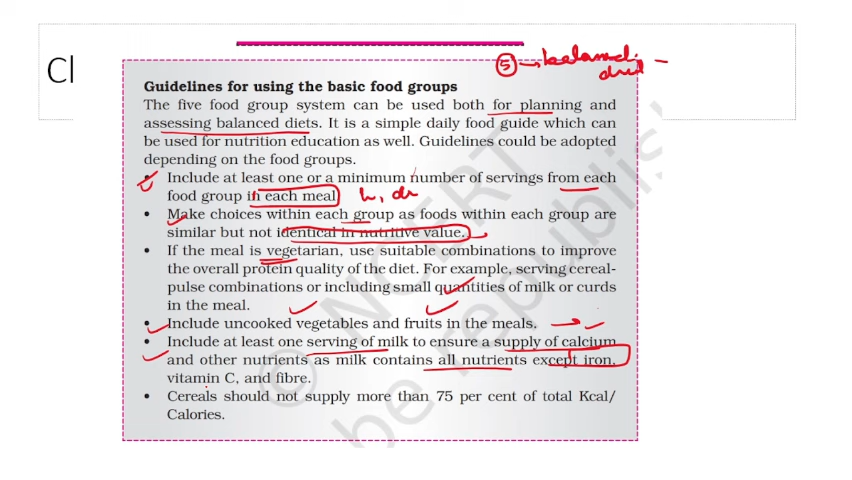 Cl
⑤→ balanced
diet
Guidelines for using the basic food groups
The five food group system can be used both for planning and
assessing balanced diets. It is a simple daily food guide which can
be used for nutrition education as well. Guidelines could be adopted
depending on the food groups.
• Include at least one or a minimum number of servings from each
food group in each meal.
• Make choices within each group as foods within each group are
similar but not identical in nutritive value.
• If the meal is vegetarian, use suitable combinations to improve
the overall protein quality of the diet. For example, serving cereal-
pulse combinations or including small quantities of milk or curds
in the meal.
• Include uncooked vegetables and fruits in the meals.
• Include at least one serving of milk to ensure a supply of calcium
and other nutrients as milk contains all nutrients except iron,
vitamin C, and fibre.
• Cereals should not supply more than 75 per cent of total Kcal/
Calories.
© NCERT
be republis